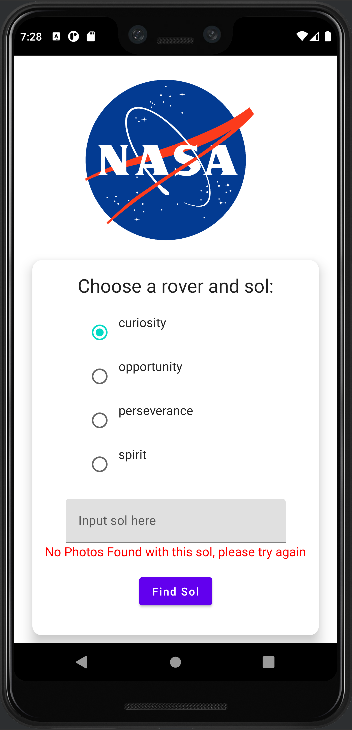 7:28
NASA
Choose a rover and sol:
curiosity
opportunity
perseverance
spirit
Input sol here
No Photos Found with this sol, please try again
Find Sol